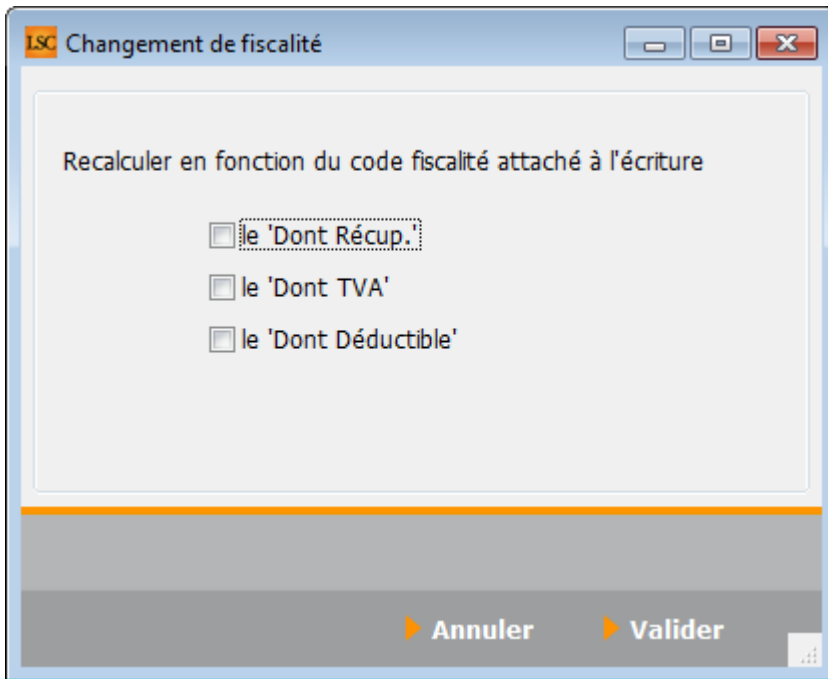 LSC Changement de fiscalité
Recalculer en fonction du code fiscalité attaché à l'écriture
le 'Dont Récup.'
le 'Dont TVA'
le 'Dont Déductible'
Annuler Valider